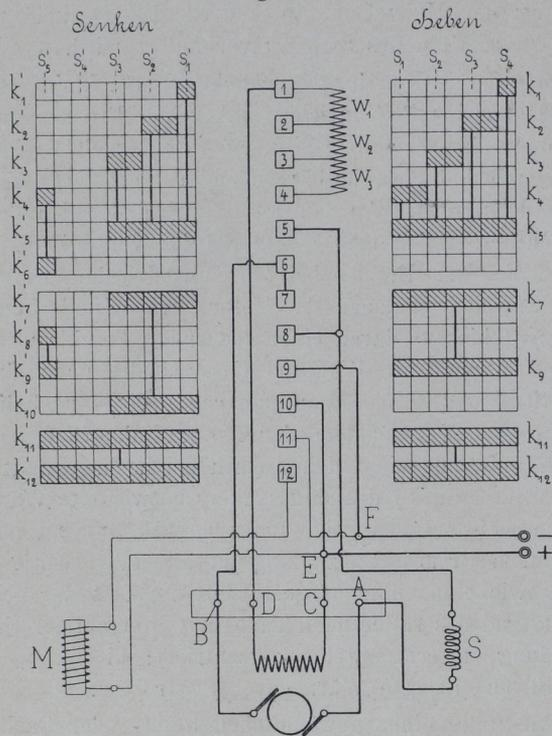 Senken
Heben
S'₅ S'₄ S'₃ S'₂ S'₁
S₁ S₂ S₃ S₄
k'₁
k'₂
k'₃
k'₄
k'₅
k'₆
k'₇
k'₈
k'₉
k'₁₀
k'₁₁
k'₁₂
1
2
3
4
5
6
7
8
9
10
11
12
W₁
W₂
W₃
k₁
k₂
k₃
k₄
k₅
k₇
k₉
k₁₁
k₁₂
F
−
+
E
A
B
D
C
M
S